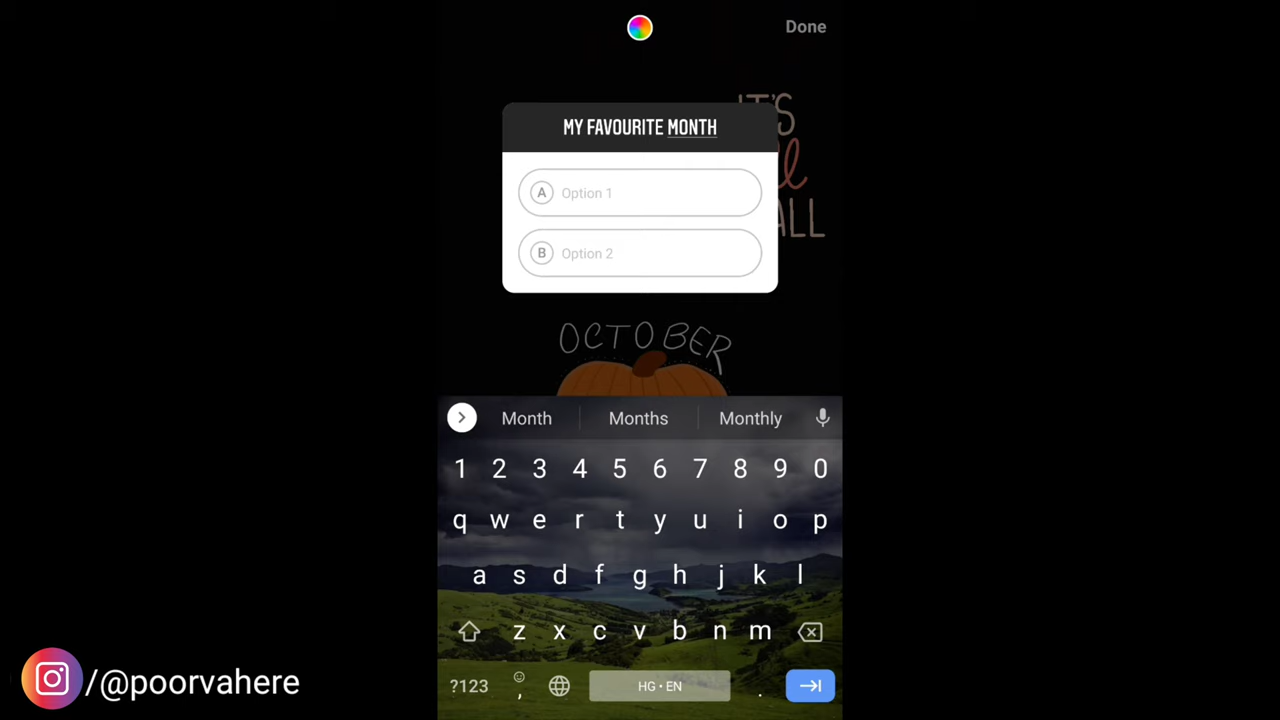 Done
IT'S
MY FAVOURITE MONTH
A Option 1
ALL
B Option 2
OCTOBER
Month Months Monthly
1 2 3 4 5 6 7 8 9 0
q w e r t y u i o p
a s d f g h j k l
z x c v b n m
?123 , HG • EN .
/@poorvahere